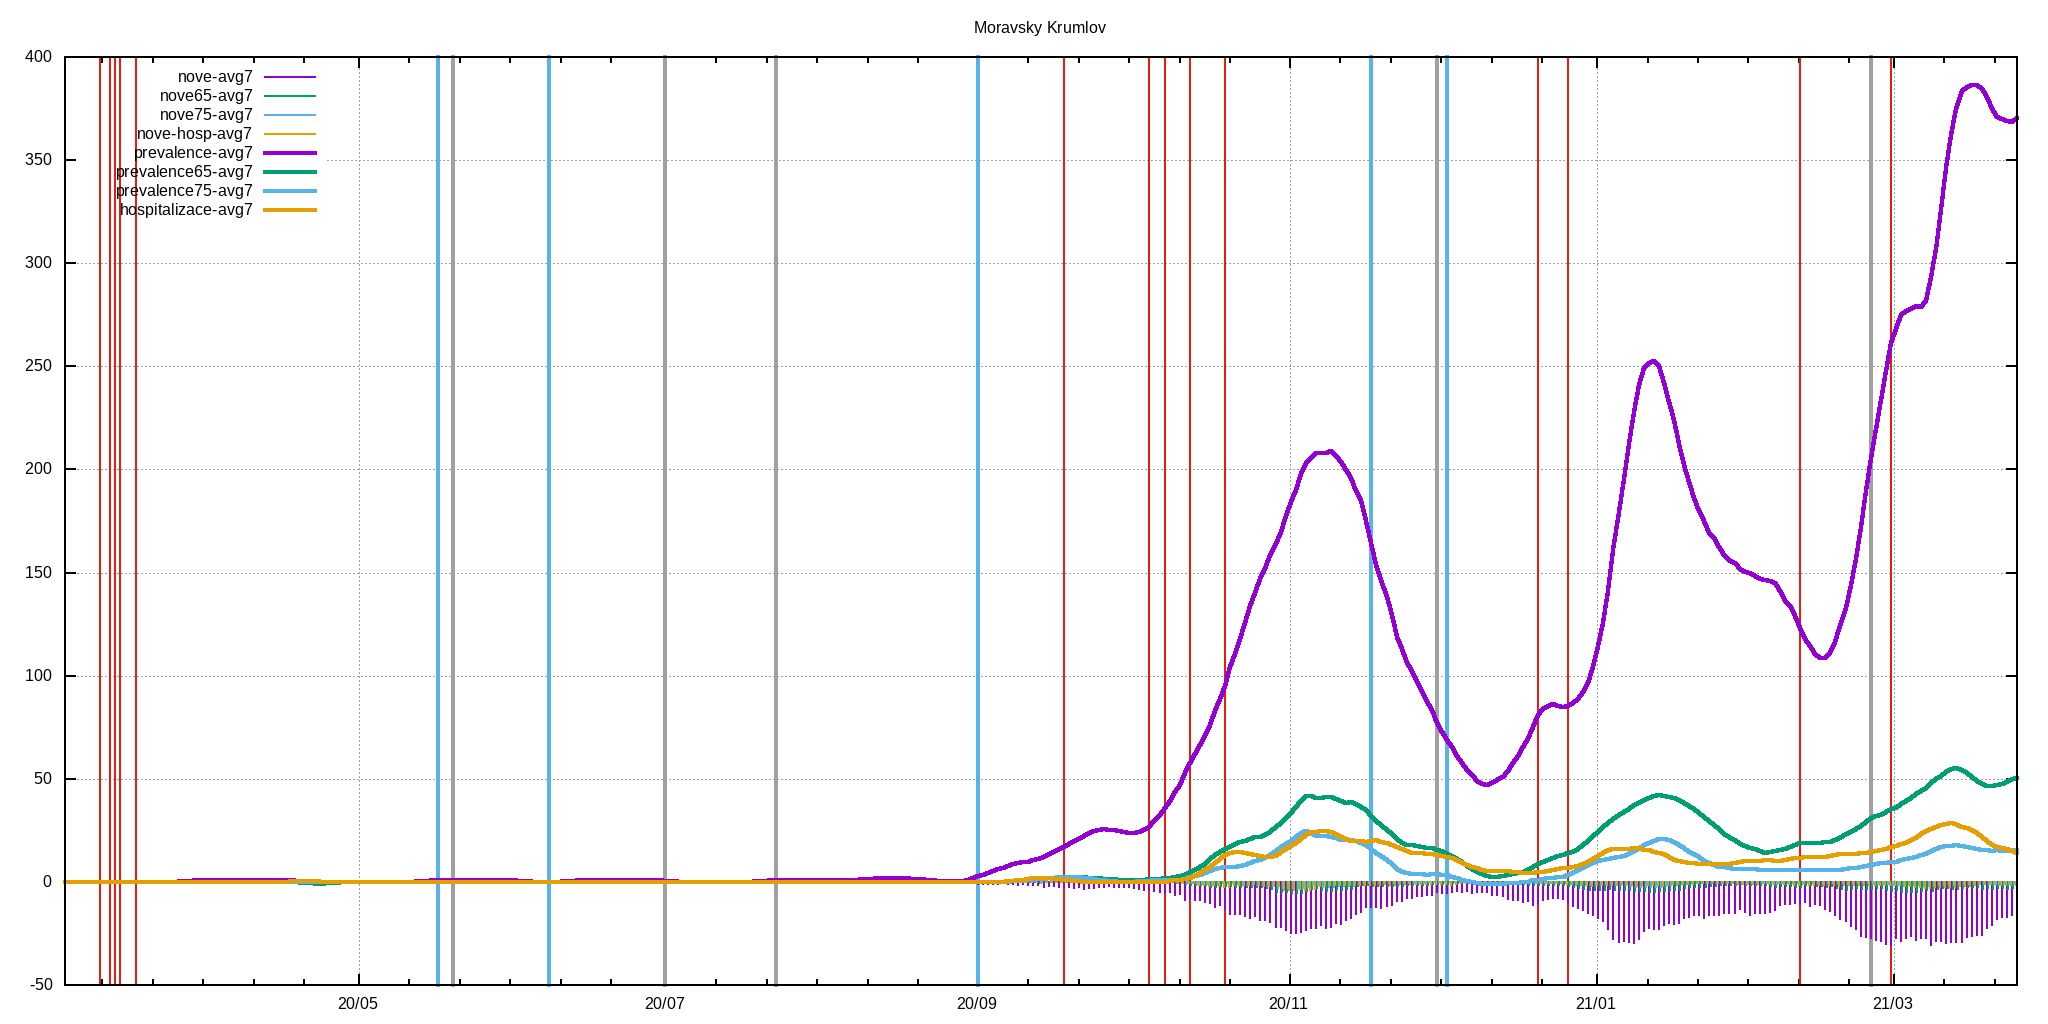 Moravsky Krumlov
400
350
300
250
200
150
100
50
0
-50
nove-avg7
nove65-avg7
nove75-avg7
nove-hosp-avg7
prevalence-avg7
prevalence65-avg7
prevalence75-avg7
hospitalizace-avg7
20/05 20/07 20/09 20/11 21/01 21/03